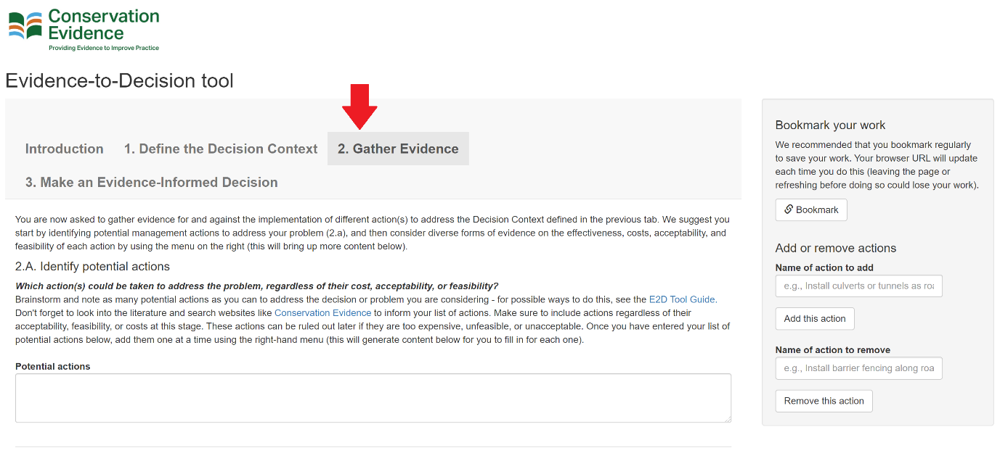 Conservation
Evidence
Providing Evidence to Improve Practice
Evidence-to-Decision tool
Introduction
1. Define the Decision Context
2. Gather Evidence
3. Make an Evidence-Informed Decision
You are now asked to gather evidence for and against the implementation of different action(s) to address the Decision Context defined in the previous tab. We suggest you
start by identifying potential management actions to address your problem (2.a), and then consider diverse forms of evidence on the effectiveness, costs, acceptability, and
feasibility of each action by using the menu on the right (this will bring up more content below).
2.A. Identify potential actions
Which action(s) could be taken to address the problem, regardless of their cost, acceptability, or feasibility?
Brainstorm and note as many potential actions as you can to address the decision or problem you are considering - for possible ways to do this, see the E2D Tool Guide.
Don't forget to look into the literature and search websites like Conservation Evidence to inform your list of actions. Make sure to include actions regardless of their
acceptability, feasibility, or costs at this stage. These actions can be ruled out later if they are too expensive, unfeasible, or unacceptable. Once you have entered your list of
potential actions below, add them one at a time using the right-hand menu (this will generate content below for you to fill in for each one).
Potential actions
Bookmark your work
We recommended that you bookmark regularly
to save your work. Your browser URL will update
each time you do this (leaving the page or
refreshing before doing so could lose your work).
Bookmark
Add or remove actions
Name of action to add
e.g., Install culverts or tunnels as roa
Add this action
Name of action to remove
e.g., Install barrier fencing along roa
Remove this action